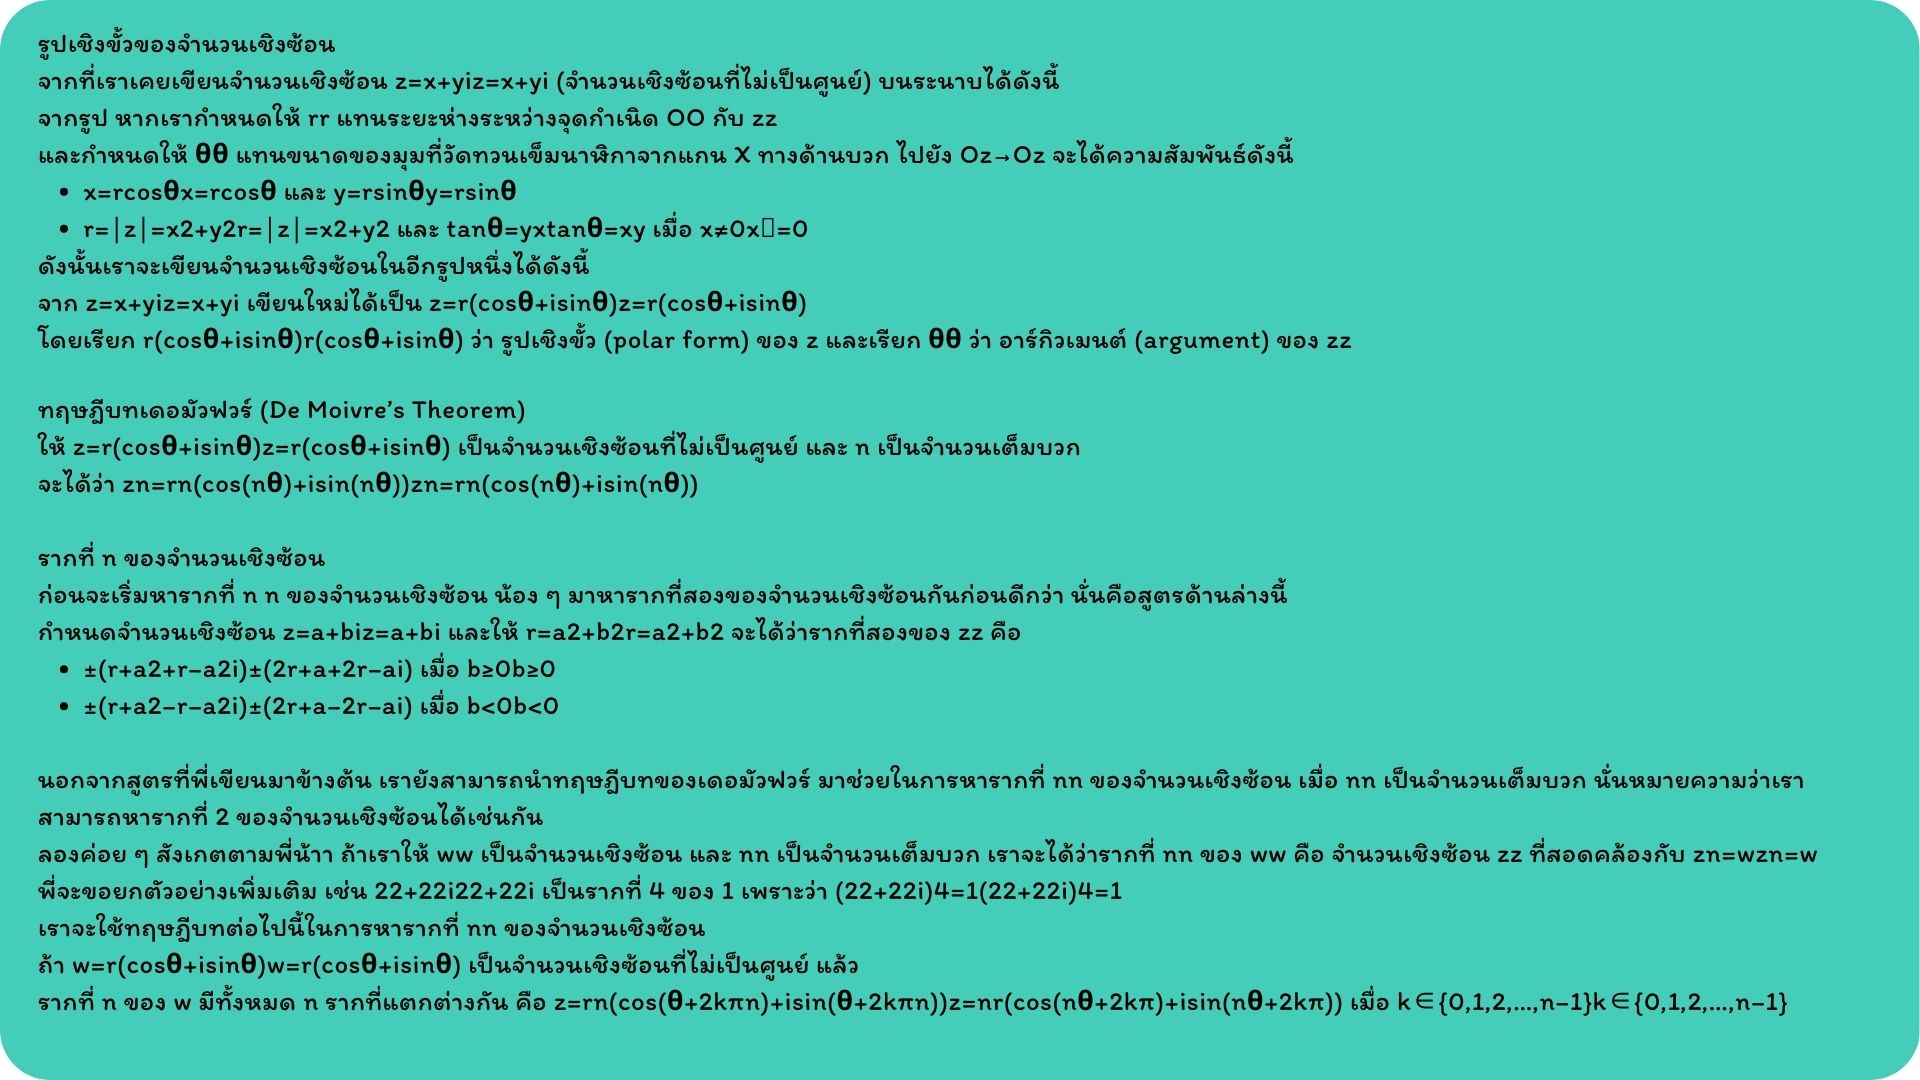 รูปเชิงขั้วของจำนวนเชิงซ้อน
จากที่เราเคยเขียนจำนวนเชิงซ้อน z=x+yiz=x+yi (จำนวนเชิงซ้อนที่ไม่เป็นศูนย์) บนระนาบได้ดังนี้
จากรูป หากเรากำหนดให้ rr แทนระยะห่างระหว่างจุดกำเนิด OO กับ zz
และกำหนดให้ θθ แทนขนาดของมุมที่วัดทวนเข็มนาฬิกาจากแกน X ทางด้านบวก ไปยัง Oz→Oz จะได้ความสัมพันธ์ดังนี้
• x=rcosθx=rcosθ และ y=rsinθy=rsinθ
• r=|z|=x2+y2r=|z|=x2+y2 และ tanθ=yxtanθ=xy เมื่อ x≠0x=0
ดังนั้นเราจะเขียนจำนวนเชิงซ้อนในอีกรูปหนึ่งได้ดังนี้
จาก z=x+yiz=x+yi เขียนใหม่ได้เป็น z=r(cosθ+isinθ)z=r(cosθ+isinθ)
โดยเรียก r(cosθ+isinθ)r(cosθ+isinθ) ว่า รูปเชิงขั้ว (polar form) ของ z และเรียก θθ ว่า อาร์กิวเมนต์ (argument) ของ zz
ทฤษฎีบทเดอมัวฟวร์ (De Moivre’s Theorem)
ให้ z=r(cosθ+isinθ)z=r(cosθ+isinθ) เป็นจำนวนเชิงซ้อนที่ไม่เป็นศูนย์ และ n เป็นจำนวนเต็มบวก
จะได้ว่า zn=rn(cos(nθ)+isin(nθ))zn=rn(cos(nθ)+isin(nθ))
รากที่ n ของจำนวนเชิงซ้อน
ก่อนจะเริ่มหารากที่ n n ของจำนวนเชิงซ้อน น้อง ๆ มาหารากที่สองของจำนวนเชิงซ้อนกันก่อนดีกว่า นั่นคือสูตรด้านล่างนี้
กำหนดจำนวนเชิงซ้อน z=a+biz=a+bi และให้ r=a2+b2r=a2+b2 จะได้ว่ารากที่สองของ zz คือ
• ±(r+a2+r−a2i)±(2r+a+2r−ai) เมื่อ b≥0b≥0
• ±(r+a2−r−a2i)±(2r+a−2r−ai) เมื่อ b<0b<0
นอกจากสูตรที่พี่เขียนมาข้างต้น เรายังสามารถนำทฤษฎีบทของเดอมัวฟวร์ มาช่วยในการหารากที่ nn ของจำนวนเชิงซ้อน เมื่อ nn เป็นจำนวนเต็มบวก นั่นหมายความว่าเรา
สามารถหารากที่ 2 ของจำนวนเชิงซ้อนได้เช่นกัน
ลองค่อย ๆ สังเกตตามพี่น้าา ถ้าเราให้ ww เป็นจำนวนเชิงซ้อน และ nn เป็นจำนวนเต็มบวก เราจะได้ว่ารากที่ nn ของ ww คือ จำนวนเชิงซ้อน zz ที่สอดคล้องกับ zn=wzn=w
พี่จะขอยกตัวอย่างเพิ่มเติม เช่น 22+22i22+22i เป็นรากที่ 4 ของ 1 เพราะว่า (22+22i)4=1(22+22i)4=1
เราจะใช้ทฤษฎีบทต่อไปนี้ในการหารากที่ nn ของจำนวนเชิงซ้อน
ถ้า w=r(cosθ+isinθ)w=r(cosθ+isinθ) เป็นจำนวนเชิงซ้อนที่ไม่เป็นศูนย์ แล้ว
รากที่ n ของ w มีทั้งหมด n รากที่แตกต่างกัน คือ z=rn(cos(θ+2kπn)+isin(θ+2kπn))z=nr(cos(nθ+2kπ)+isin(nθ+2kπ)) เมื่อ k∈{0,1,2,…,n−1}k∈{0,1,2,…,n−1}